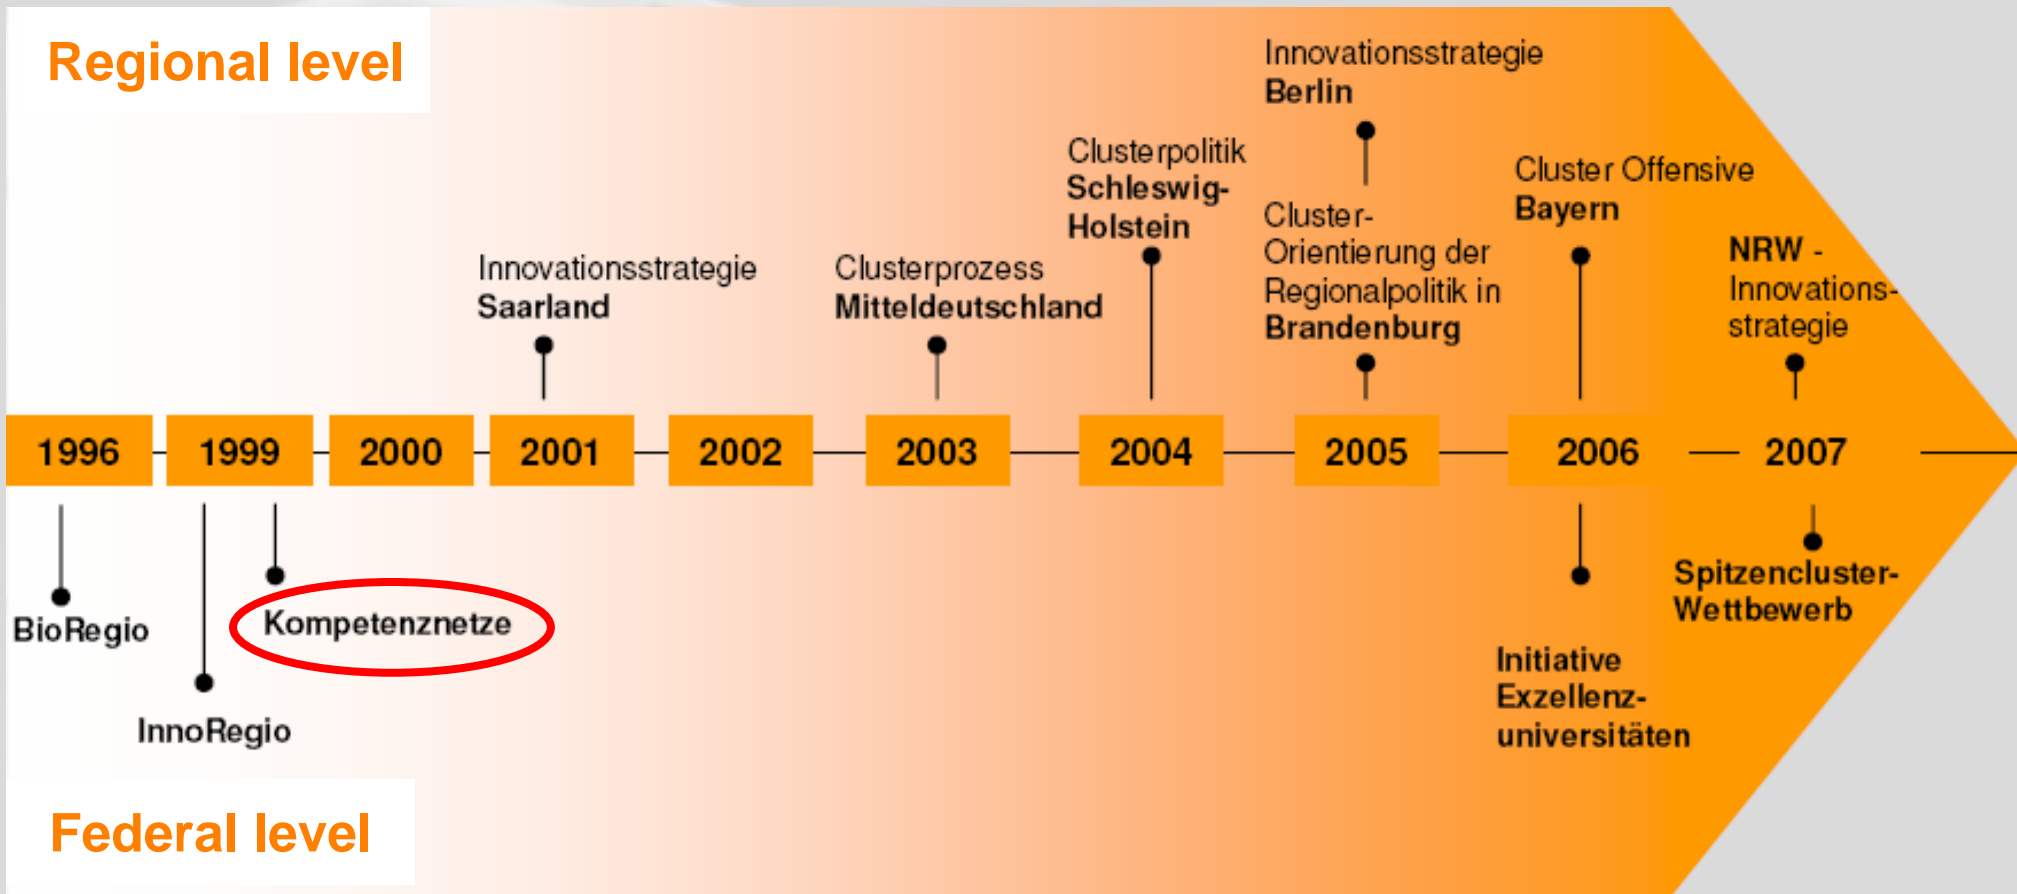 Regional level
Innovationsstrategie
Saarland
Clusterprozess
Mitteldeutschland
Clusterpolitik
Schleswig-
Holstein
Innovationsstrategie
Berlin
Cluster-
Orientierung der
Regionalpolitik in
Brandenburg
Cluster Offensive
Bayern
NRW -
Innovations-
strategie
1996 1999 2000 2001 2002 2003 2004 2005 2006 2007
BioRegio
InnoRegio
Kompetenznetze
Initiative
Exzellenz-
universitäten
Spitzencluster-
Wettbewerb
Federal level